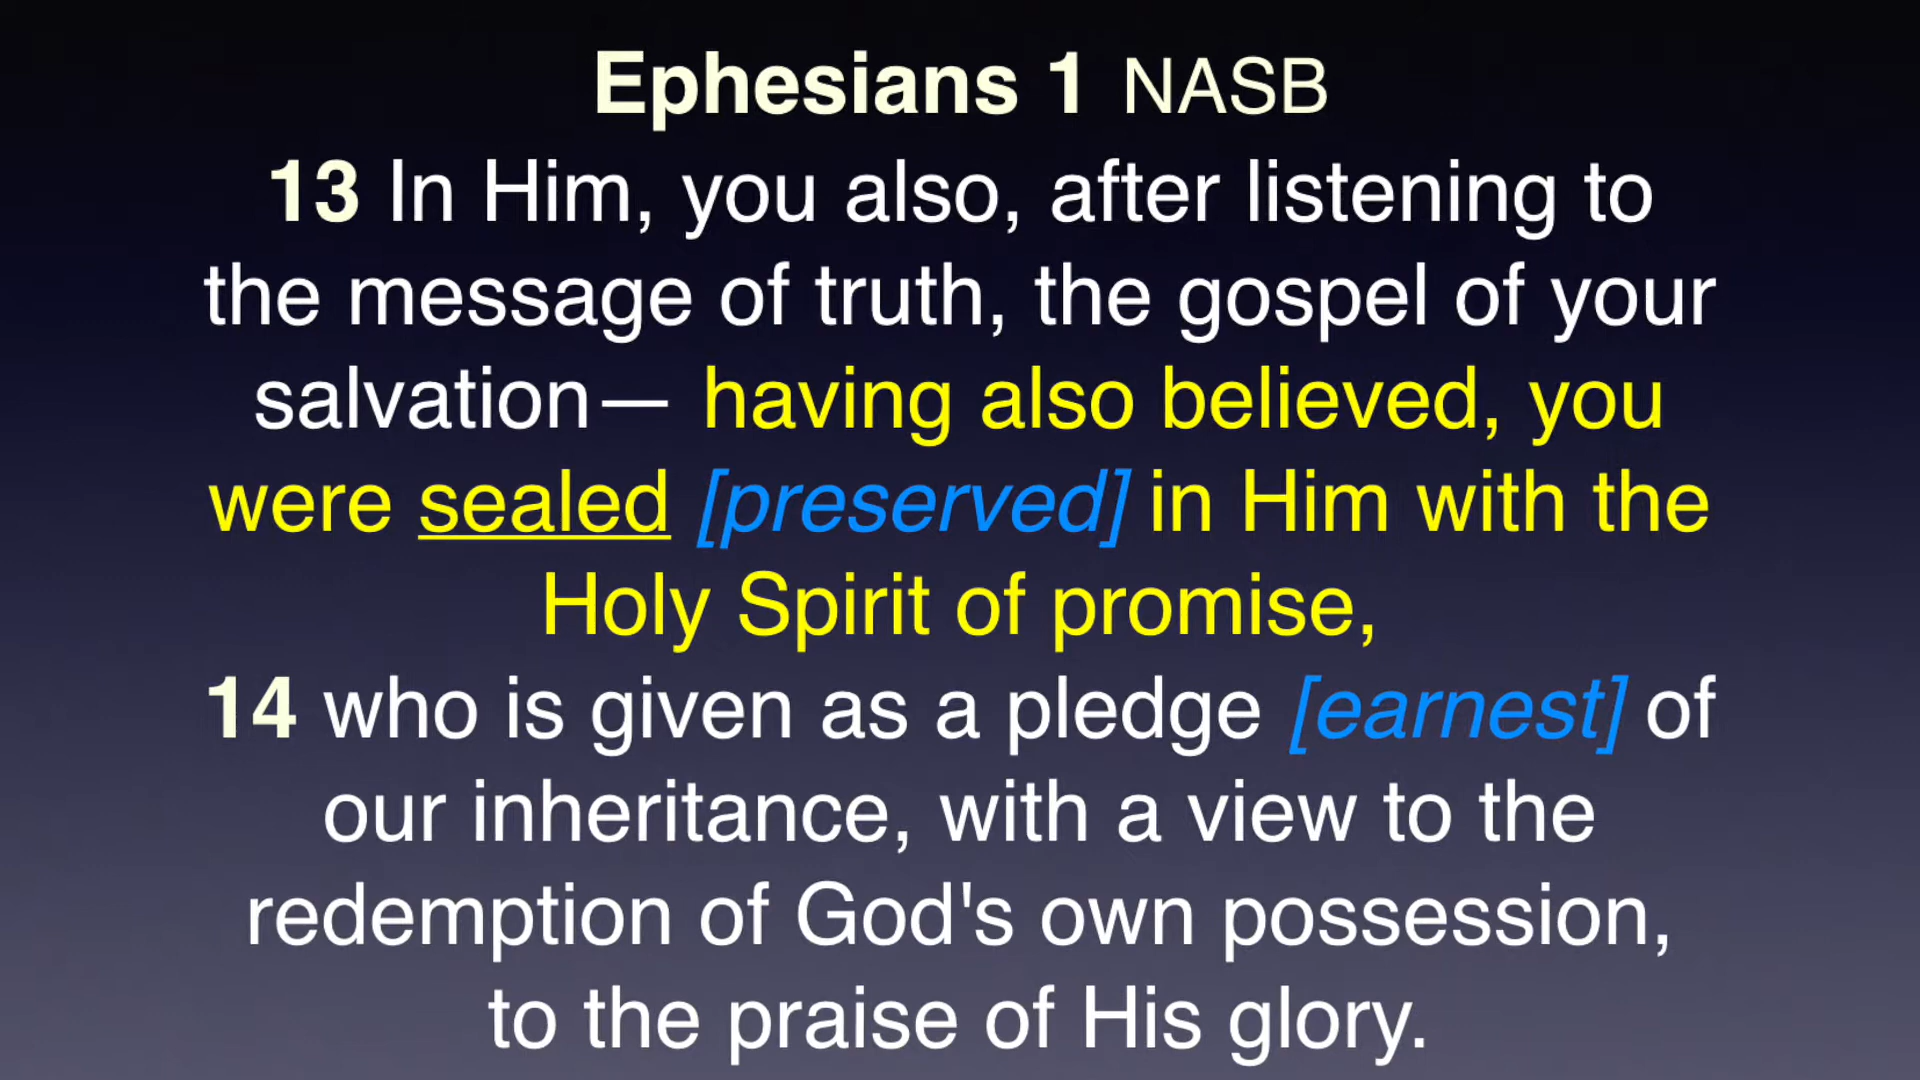 Ephesians 1 NASB
13 In Him, you also, after listening to
the message of truth, the gospel of your
salvation— having also believed, you
were sealed [preserved] in Him with the
Holy Spirit of promise,
14 who is given as a pledge [earnest] of
our inheritance, with a view to the
redemption of God's own possession,
to the praise of His glory.